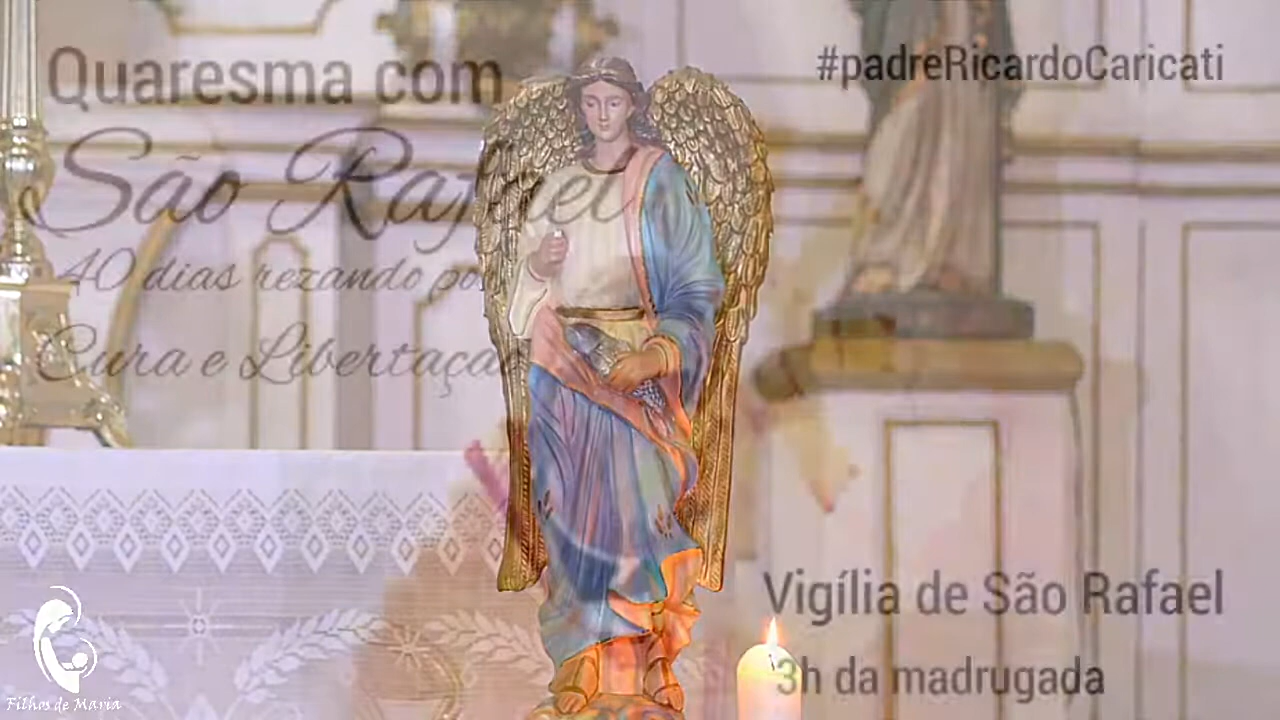 Quaresma com
#padreRicardoCaricati
São Rafael
40 dias rezando por
Cura e Libertação
Vigília de São Rafael
3h da madrugada
Filhos de Maria